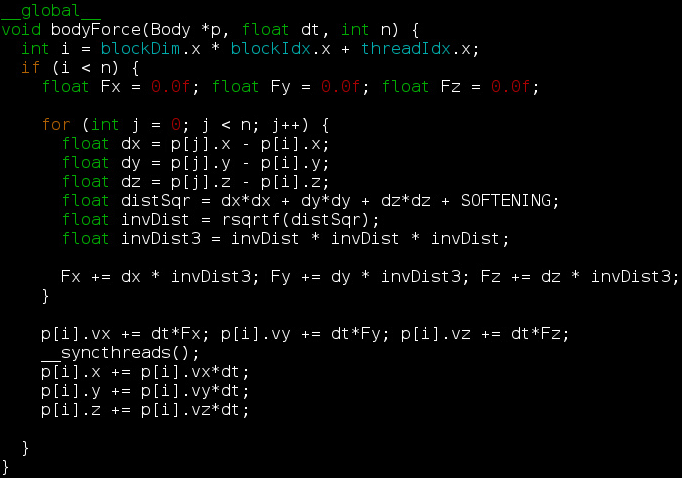 __global__
void bodyForce(Body *p, float dt, int n) {
  int i = blockDim.x * blockIdx.x + threadIdx.x;
  if (i < n) {
    float Fx = 0.0f; float Fy = 0.0f; float Fz = 0.0f;

    for (int j = 0; j < n; j++) {
      float dx = p[j].x - p[i].x;
      float dy = p[j].y - p[i].y;
      float dz = p[j].z - p[i].z;
      float distSqr = dx*dx + dy*dy + dz*dz + SOFTENING;
      float invDist = rsqrtf(distSqr);
      float invDist3 = invDist * invDist * invDist;

      Fx += dx * invDist3; Fy += dy * invDist3; Fz += dz * invDist3;
    }

    p[i].vx += dt*Fx; p[i].vy += dt*Fy; p[i].vz += dt*Fz;
    __syncthreads();
    p[i].x += p[i].vx*dt;
    p[i].y += p[i].vy*dt;
    p[i].z += p[i].vz*dt;

  }
}